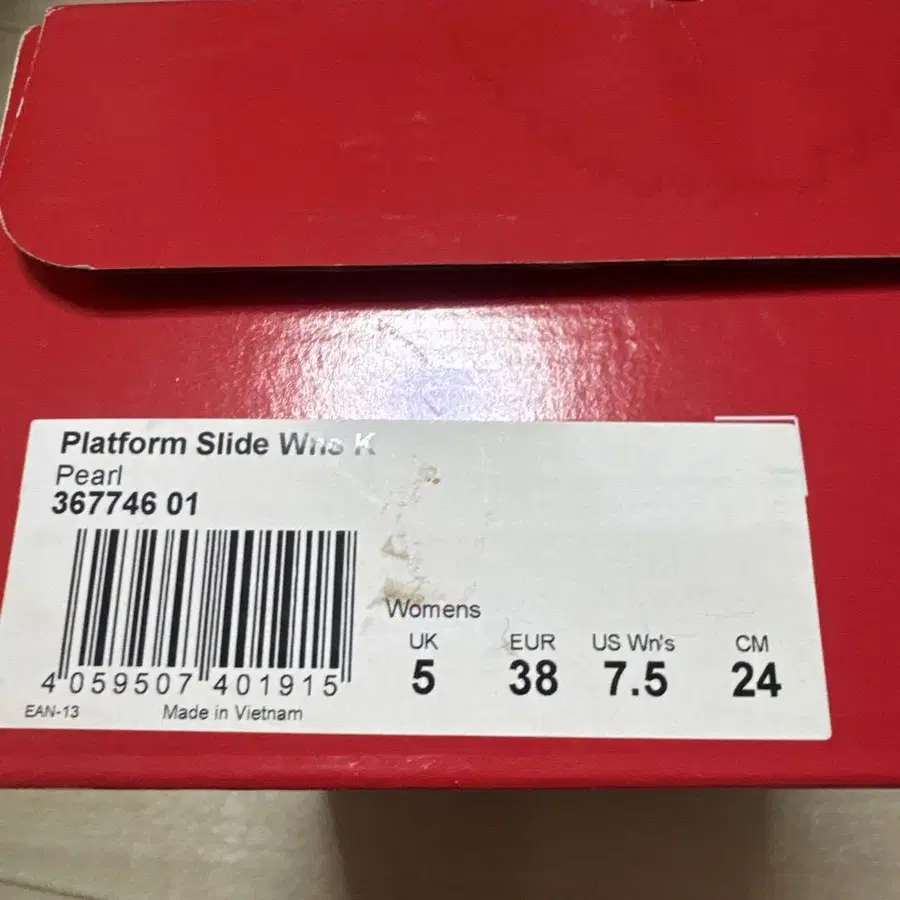 Platform Slide Wns K
Pearl
367746 01
4 059507 401915
EAN-13 Made in Vietnam
Womens
UK EUR US Wn's CM
5 38 7.5 24